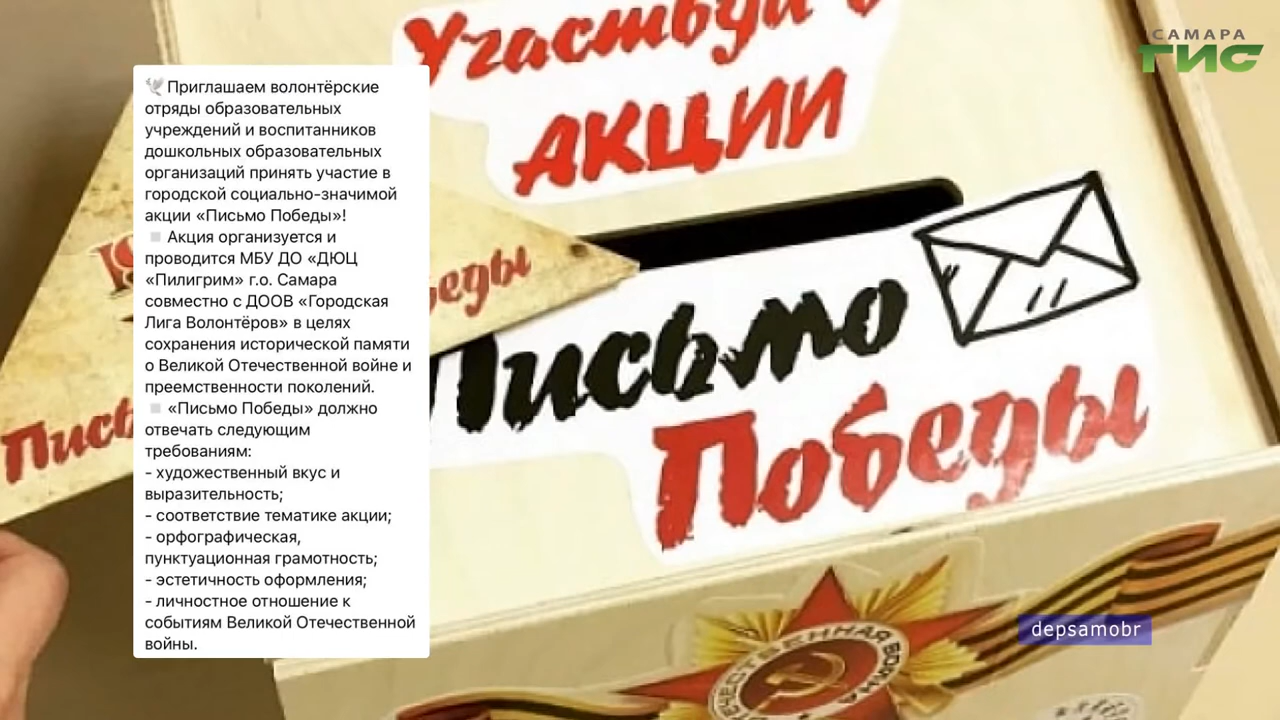 Участвуй в
АКЦИИ
САМАРА
ГИС
🕊Приглашаем волонтёрские
отряды образовательных
учреждений и воспитанников
дошкольных образовательных
организаций принять участие в
городской социально-значимой
акции «Письмо Победы»!
◽ Акция организуется и
проводится МБУ ДО «ДЮЦ
«Пилигрим» г.о. Самара
совместно с ДООВ «Городская
Лига Волонтёров» в целях
сохранения исторической памяти
о Великой Отечественной войне и
преемственности поколений.
◽ «Письмо Победы» должно
отвечать следующим
требованиям:
- художественный вкус и
выразительность;
- соответствие тематике акции;
- орфографическая,
пунктуационная грамотность;
- эстетичность оформления;
- личностное отношение к
событиям Великой Отечественной
войны.
Письмо
Победы
ОТЕЧЕСТВЕННАЯ ВОЙНА
depsamobr